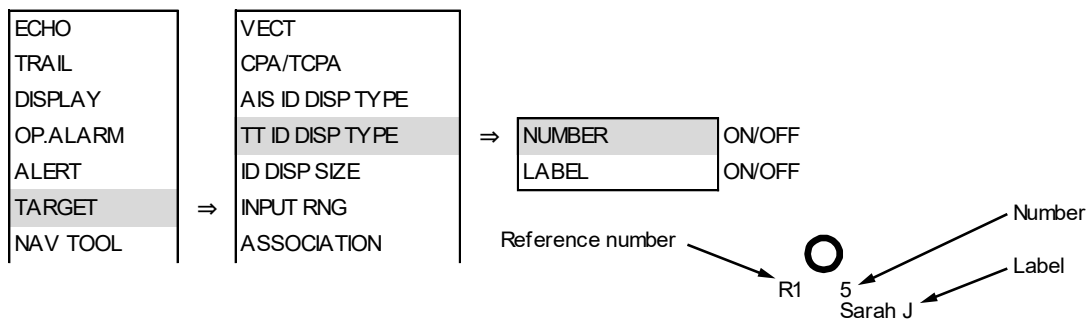 ECHO
TRAIL
DISPLAY
OP.ALARM
ALERT
TARGET
NAV TOOL
⇒
VECT
CPA/TCPA
AIS ID DISP TYPE
TT ID DISP TYPE
ID DISP SIZE
INPUT RNG
ASSOCIATION
⇒
NUMBER ON/OFF
LABEL ON/OFF
Reference number
Number
Label
R1 5
Sarah J